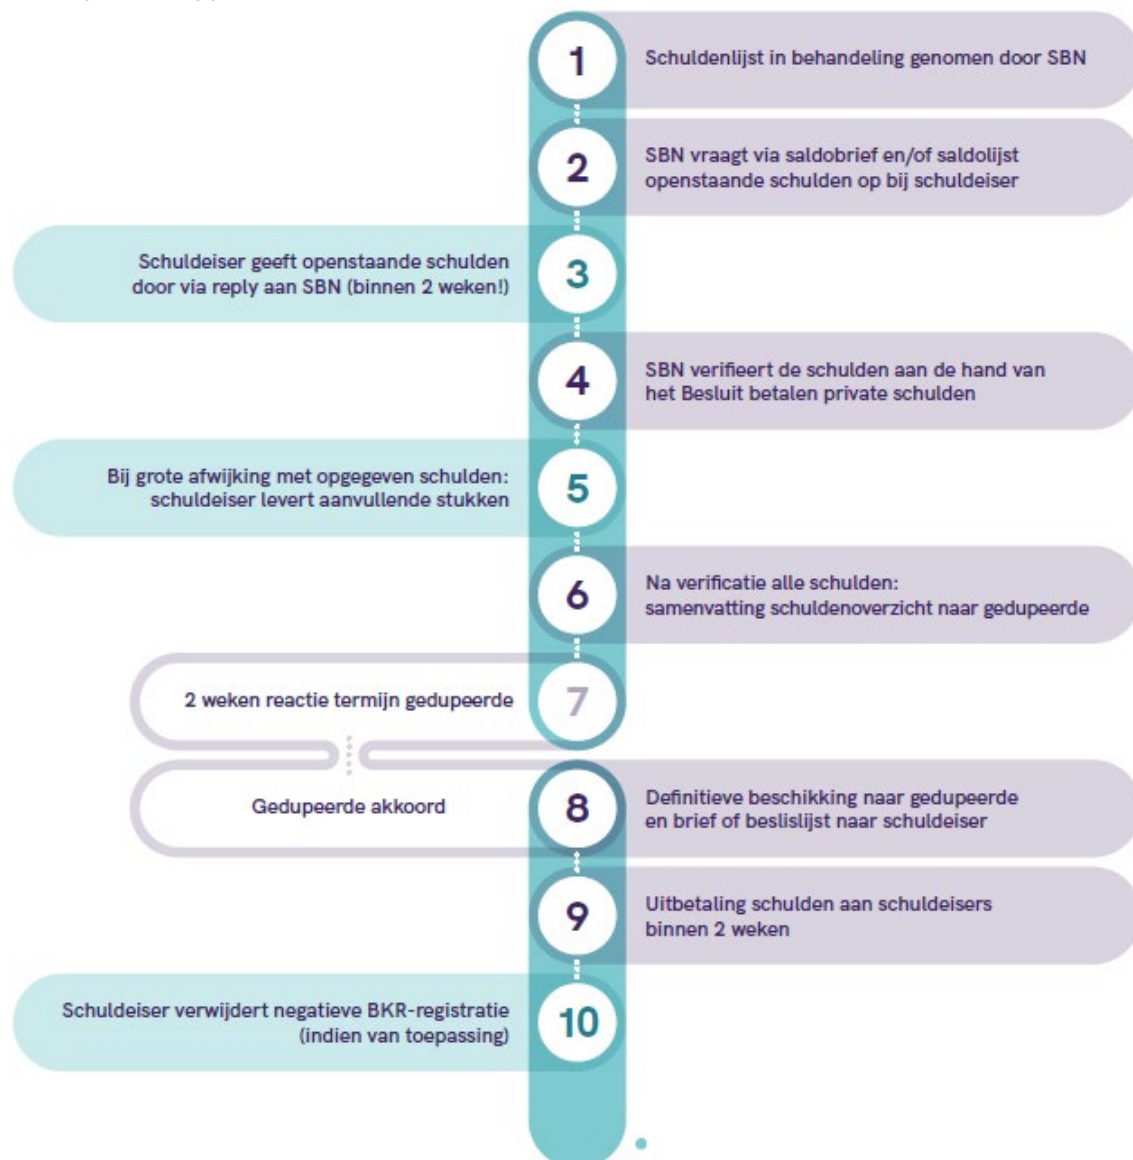 1
Schuldenlijst in behandeling genomen door SBN
2
SBN vraagt via saldobrief en/of saldolijst
openstaande schulden op bij schuldeiser
Schuldeiser geeft openstaande schulden
door via reply aan SBN (binnen 2 weken!)
3
4
SBN verifieert de schulden aan de hand van
het Besluit betalen private schulden
Bij grote afwijking met opgegeven schulden:
schuldeiser levert aanvullende stukken
5
6
Na verificatie alle schulden:
samenvatting schuldenoverzicht naar gedupeerde
2 weken reactie termijn gedupeerde
7
Gedupeerde akkoord
8
Definitieve beschikking naar gedupeerde
en brief of beslislijst naar schuldeiser
9
Uitbetaling schulden aan schuldeisers
binnen 2 weken
Schuldeiser verwijdert negatieve BKR-registratie
(indien van toepassing)
10